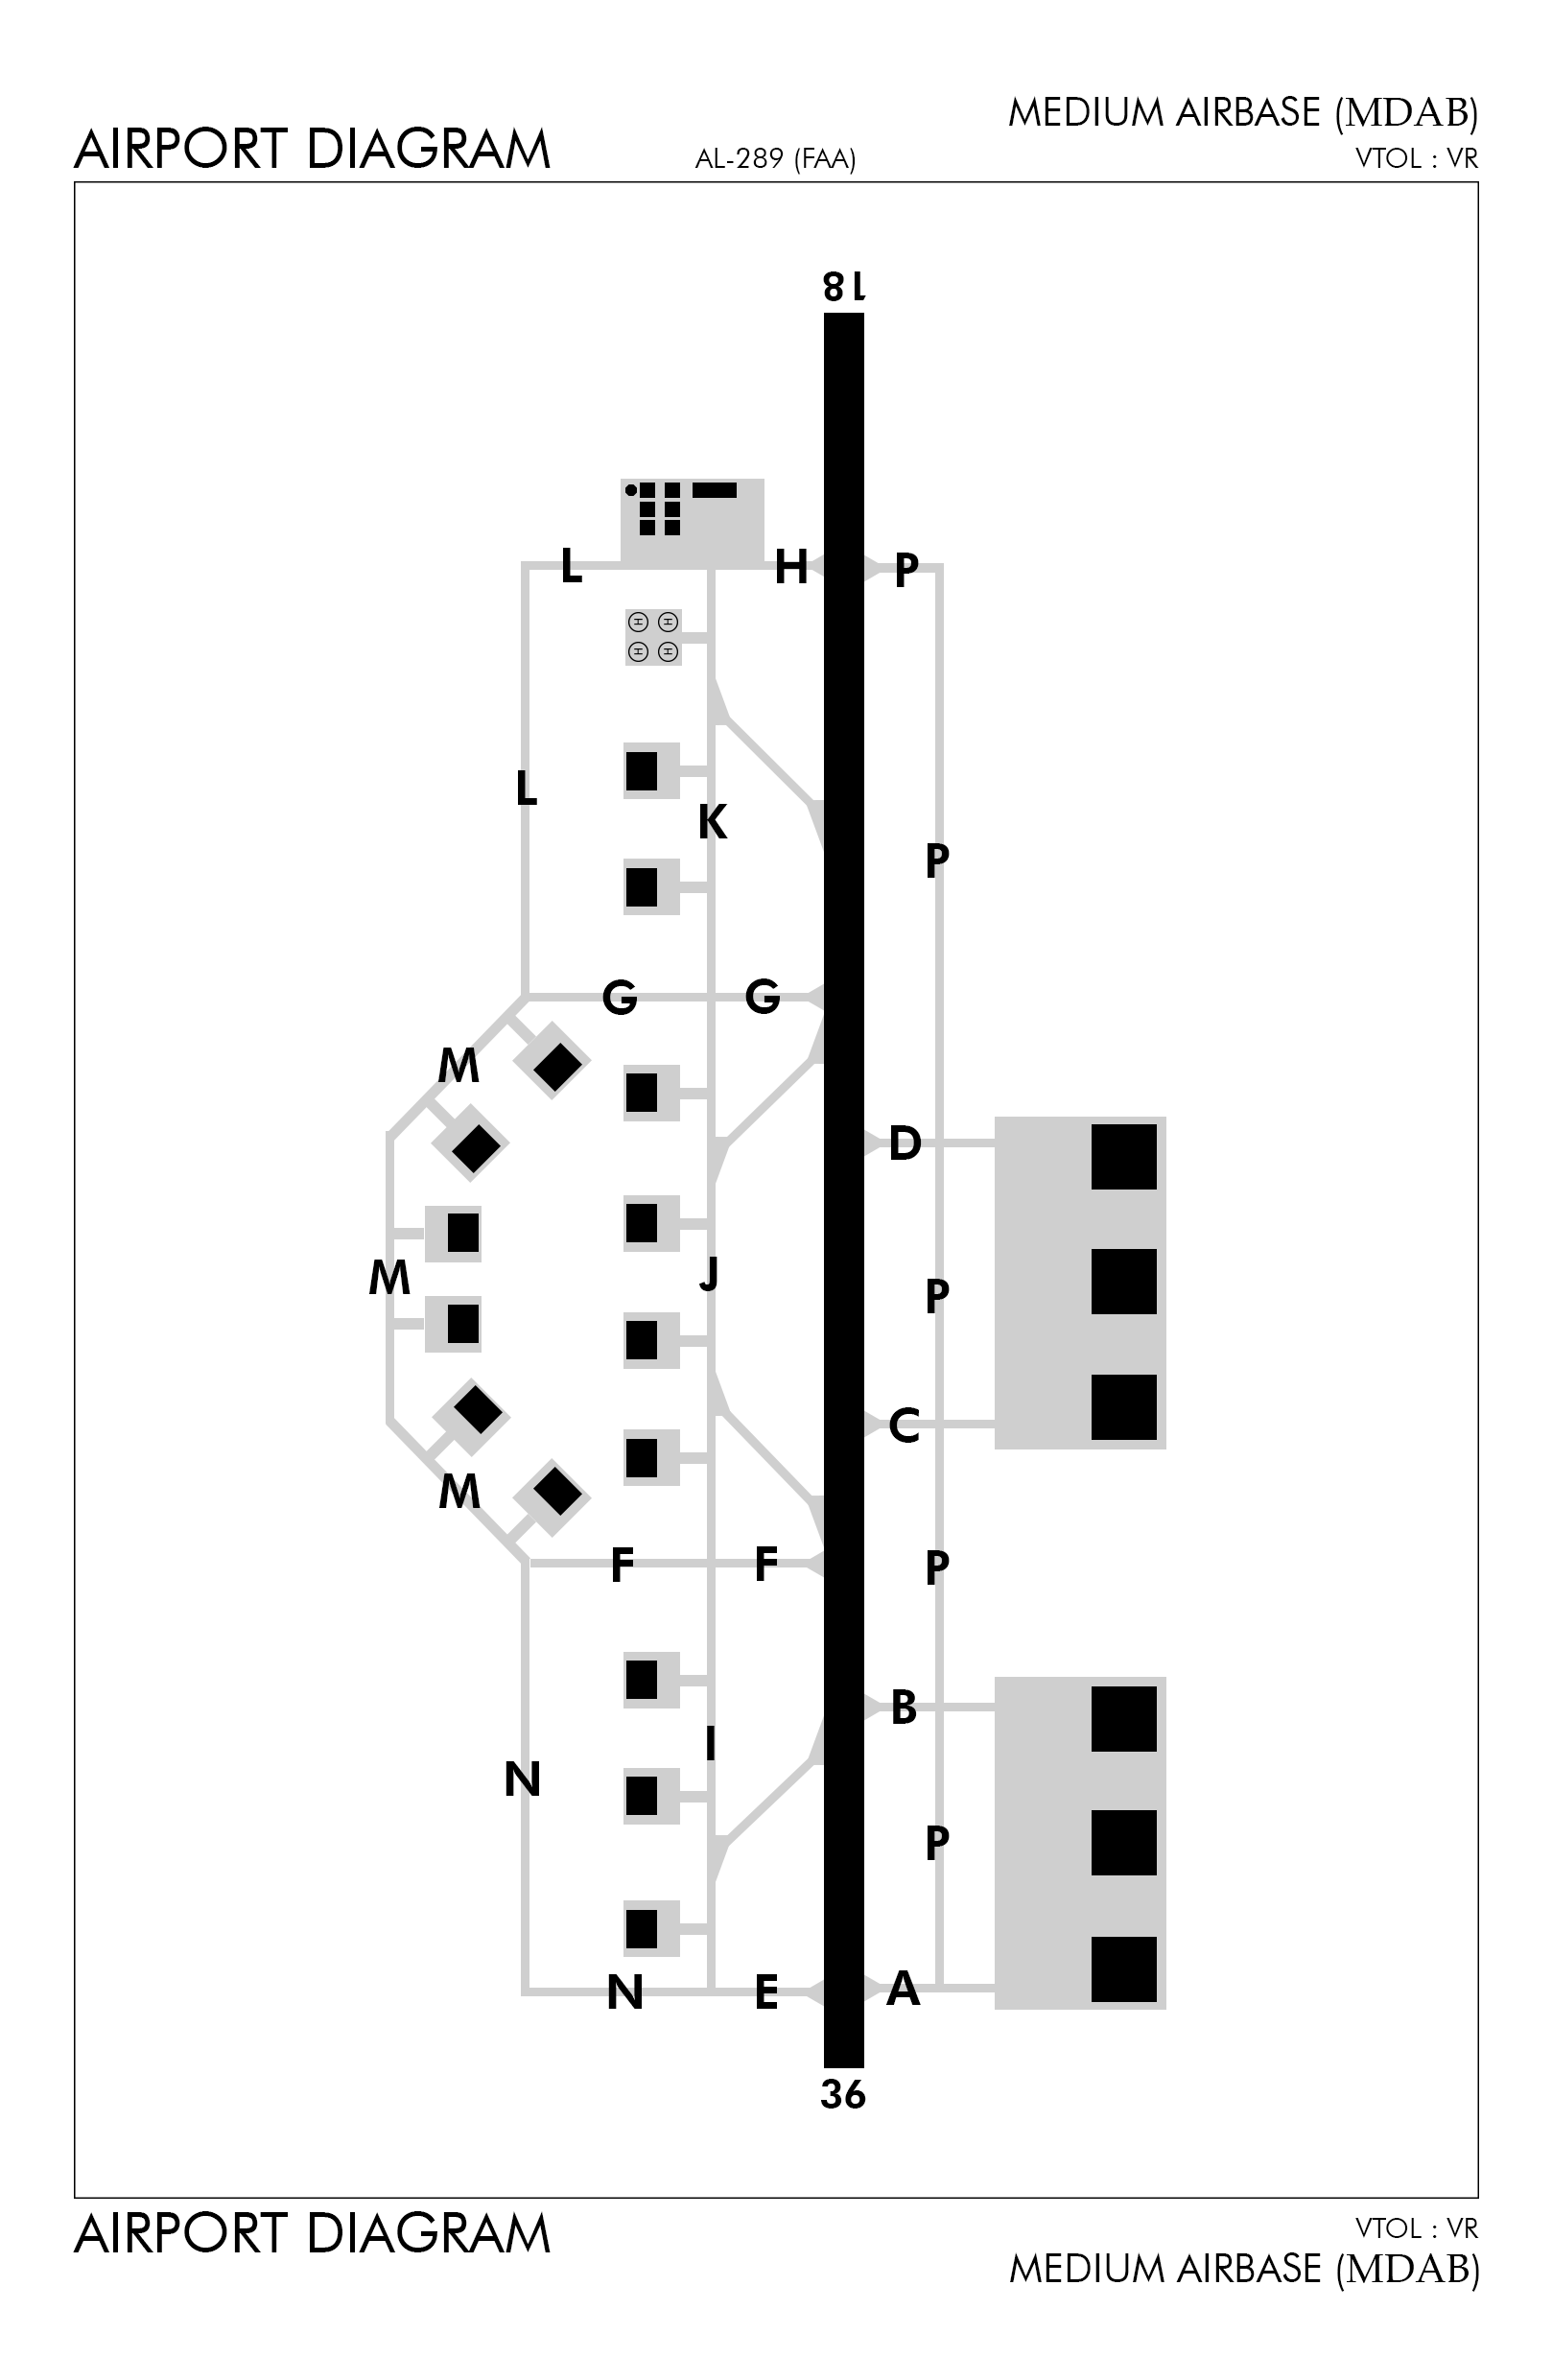 MEDIUM AIRBASE (MDAB)
AIRPORT DIAGRAM
AL-289 (FAA)
VTOL : VR
18
L
H
P
H
H
H
H
L
K
P
G
G
M
D
M
J
P
C
M
F
F
P
B
I
N
P
N
E
A
36
AIRPORT DIAGRAM
VTOL : VR
MEDIUM AIRBASE (MDAB)